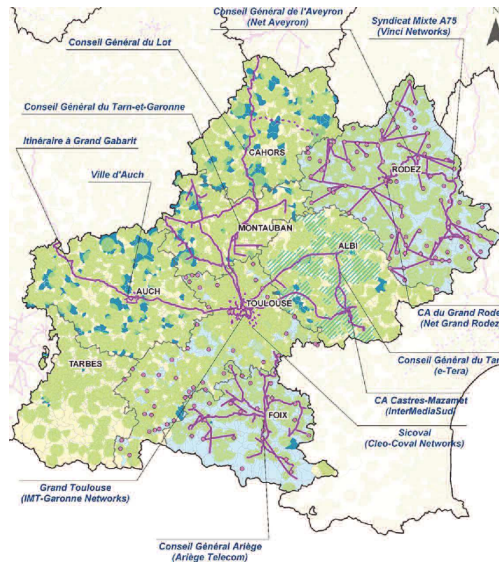 Conseil Général de l'Aveyron
(Net Aveyron)
Syndicat Mixte A75
(Vinci Networks)
Conseil Général du Lot
Conseil Général du Tarn-et-Garonne
Itinéraire à Grand Gabarit
Ville d'Auch
CAHORS
RODEZ
MONTAUBAN
ALBI
AUCH
TOULOUSE
TARBES
FOIX
CA du Grand Rode
(Net Grand Rodez
Conseil Général du Tar
(e-Tera)
CA Castres-Mazamet
(InterMediaSud)
Sicoval
(Cleo-Coval Networks)
Grand Toulouse
(IMT-Garonne Networks)
Conseil Général Ariège
(Ariège Telecom)